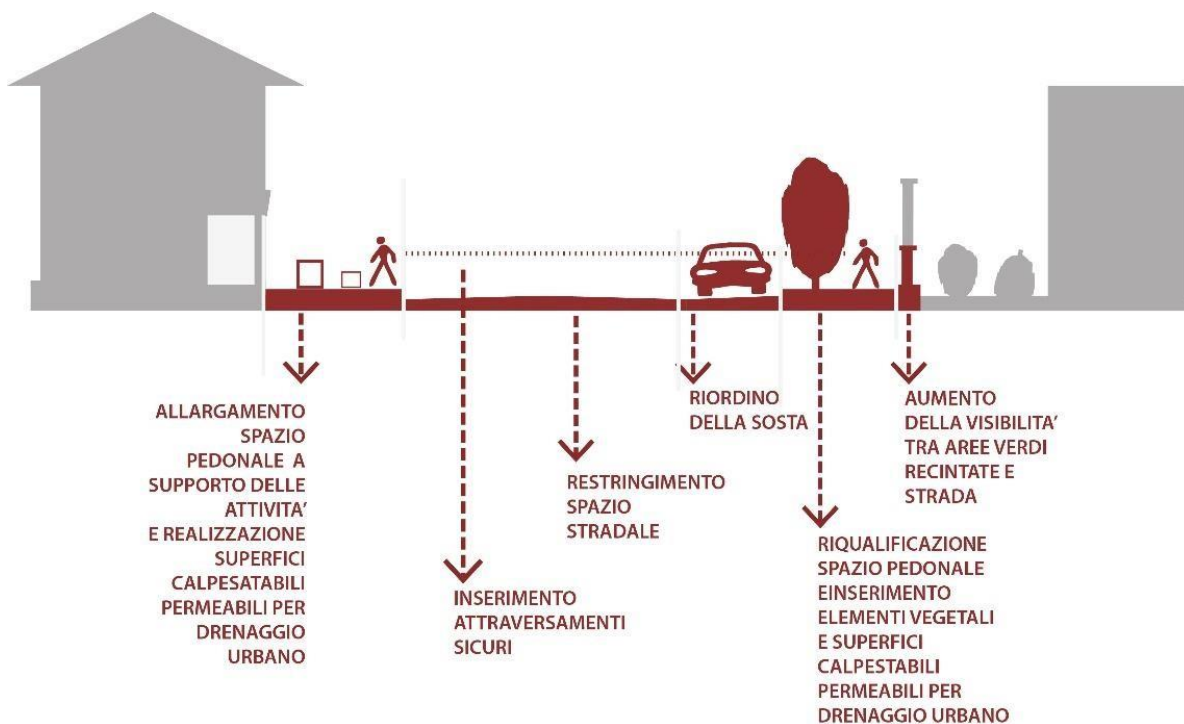 ALLARGAMENTO
SPAZIO
PEDONALE A
SUPPORTO DELLE
ATTIVITA'
E REALIZZAZIONE
SUPERFICI
CALPESATABILI
PERMEABILI PER
DRENAGGIO
URBANO
INSERIMENTO
ATTRAVERSAMENTI
SICURI
RESTRINGIMENTO
SPAZIO
STRADALE
RIORDINO
DELLA SOSTA
RIQUALIFICAZIONE
SPAZIO PEDONALE
EINSERIMENTO
ELEMENTI VEGETALI
E SUPERFICI
CALPESTABILI
PERMEABILI PER
DRENAGGIO URBANO
AUMENTO
DELLA VISIBILITA'
TRA AREE VERDI
RECINTATE E
STRADA